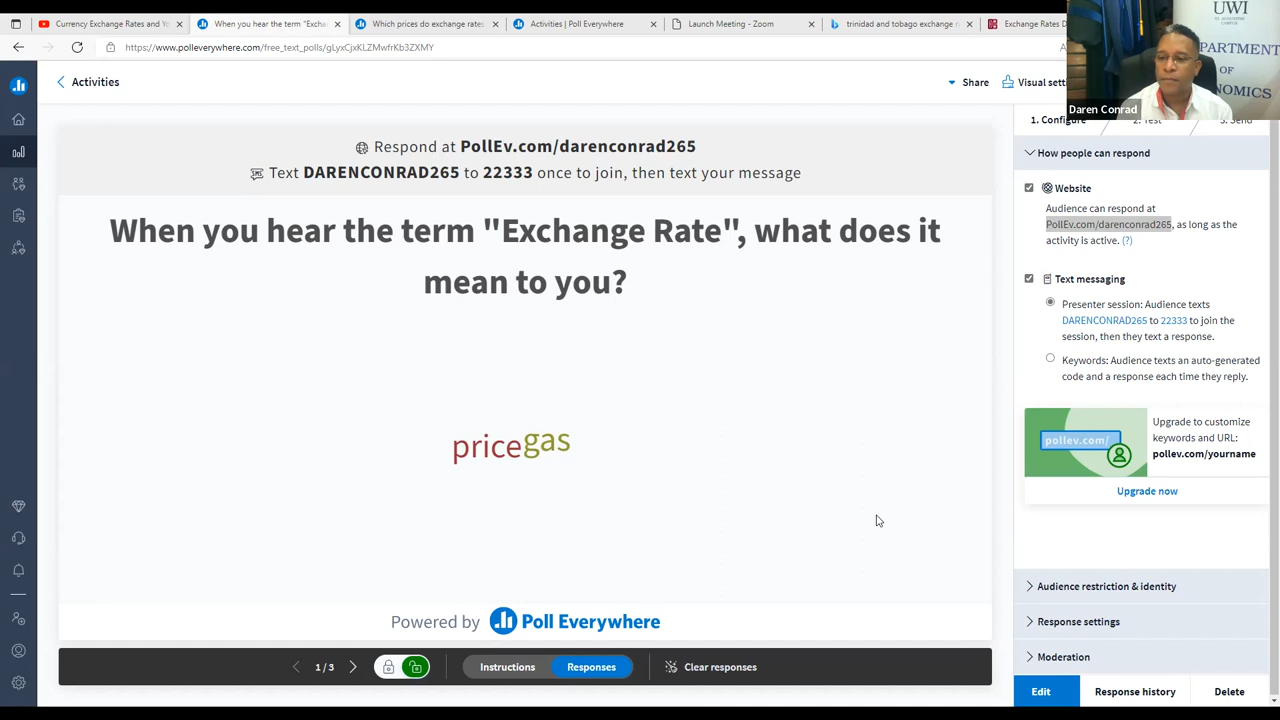 Currency Exchange Rates and Yo
When you hear the term "Exchan
Which prices do exchange rates
Activities | Poll Everywhere
Launch Meeting - Zoom
trinidad and tobago exchange ra
Exchange Rates D
https://www.polleverywhere.com/free_text_polls/gLyxCjxKLZMwfrKb3ZXMY
Activities
Share
Visual sett
UWI
PARTMENT
OF
NOMICS
Daren Conrad
1. Configure
2. Test
3. Send
How people can respond
Respond at PollEv.com/darenconrad265
Text DARENCONRAD265 to 22333 once to join, then text your message
When you hear the term "Exchange Rate", what does it
mean to you?
price
gas
Powered by Poll Everywhere
1 / 3
Instructions
Responses
Clear responses
Website
Audience can respond at
PollEv.com/darenconrad265, as long as the
activity is active. (?)
Text messaging
Presenter session: Audience texts
DARENCONRAD265 to 22333 to join the
session, then they text a response.
Keywords: Audience texts an auto-generated
code and a response each time they reply.
pollev.com/
Upgrade to customize
keywords and URL:
pollev.com/yourname
Upgrade now
Audience restriction & identity
Response settings
Moderation
Edit
Response history
Delete